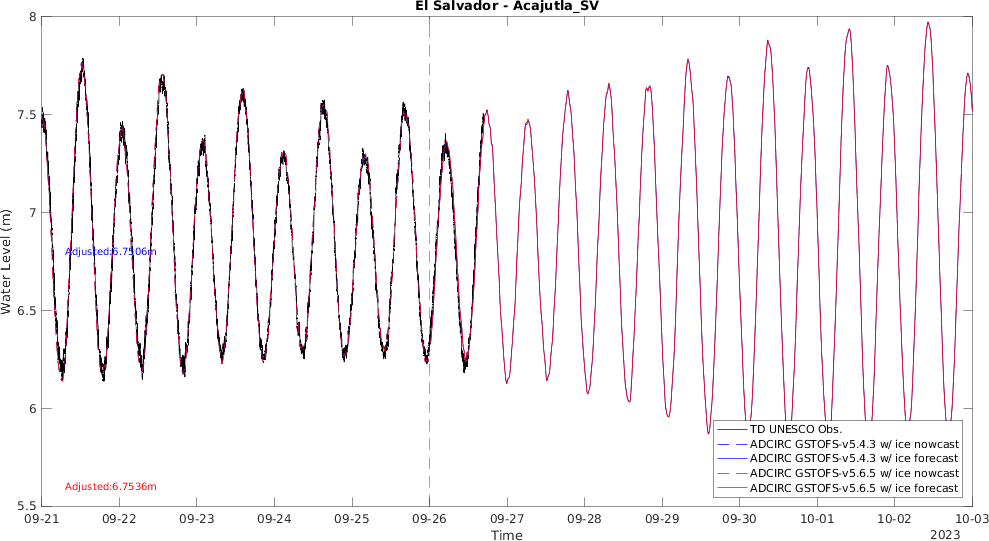 El Salvador - Acajutla_SV
Water Level (m)
8
7.5
7
6.5
6
5.5
Adjusted:6.7506m
Adjusted:6.7536m
TD UNESCO Obs.
ADCIRC GSTOFS-v5.4.3 w/ ice nowcast
ADCIRC GSTOFS-v5.4.3 w/ ice forecast
ADCIRC GSTOFS-v5.6.5 w/ ice nowcast
ADCIRC GSTOFS-v5.6.5 w/ ice forecast
09-21 09-22 09-23 09-24 09-25 09-26 09-27 09-28 09-29 09-30 10-01 10-02 10-03
Time
2023